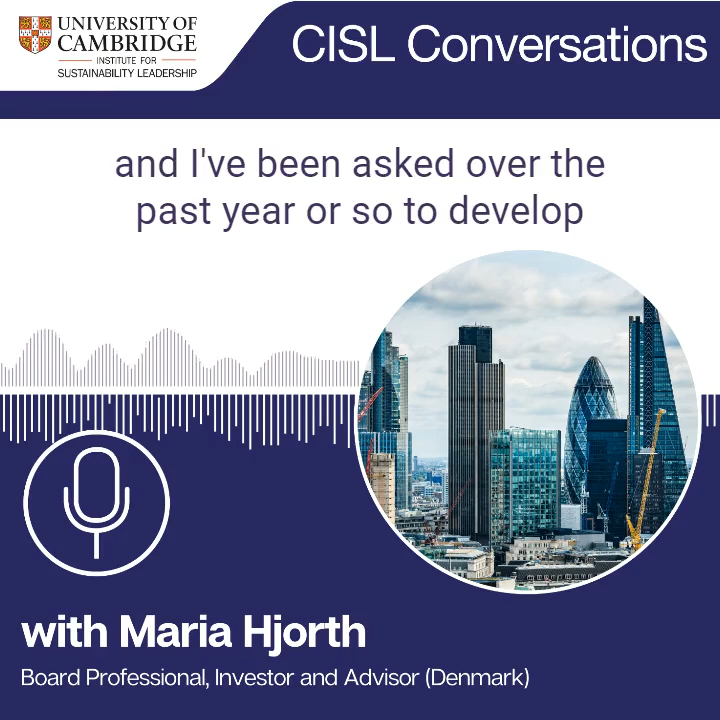 UNIVERSITY OF
CAMBRIDGE
INSTITUTE FOR
SUSTAINABILITY LEADERSHIP
CISL Conversations
and I've been asked over the
past year or so to develop
with Maria Hjorth
Board Professional, Investor and Advisor (Denmark)